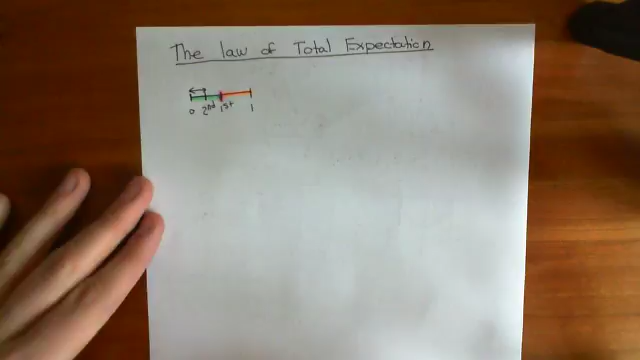 The law of Total Expectation
0 2nd 1st 1